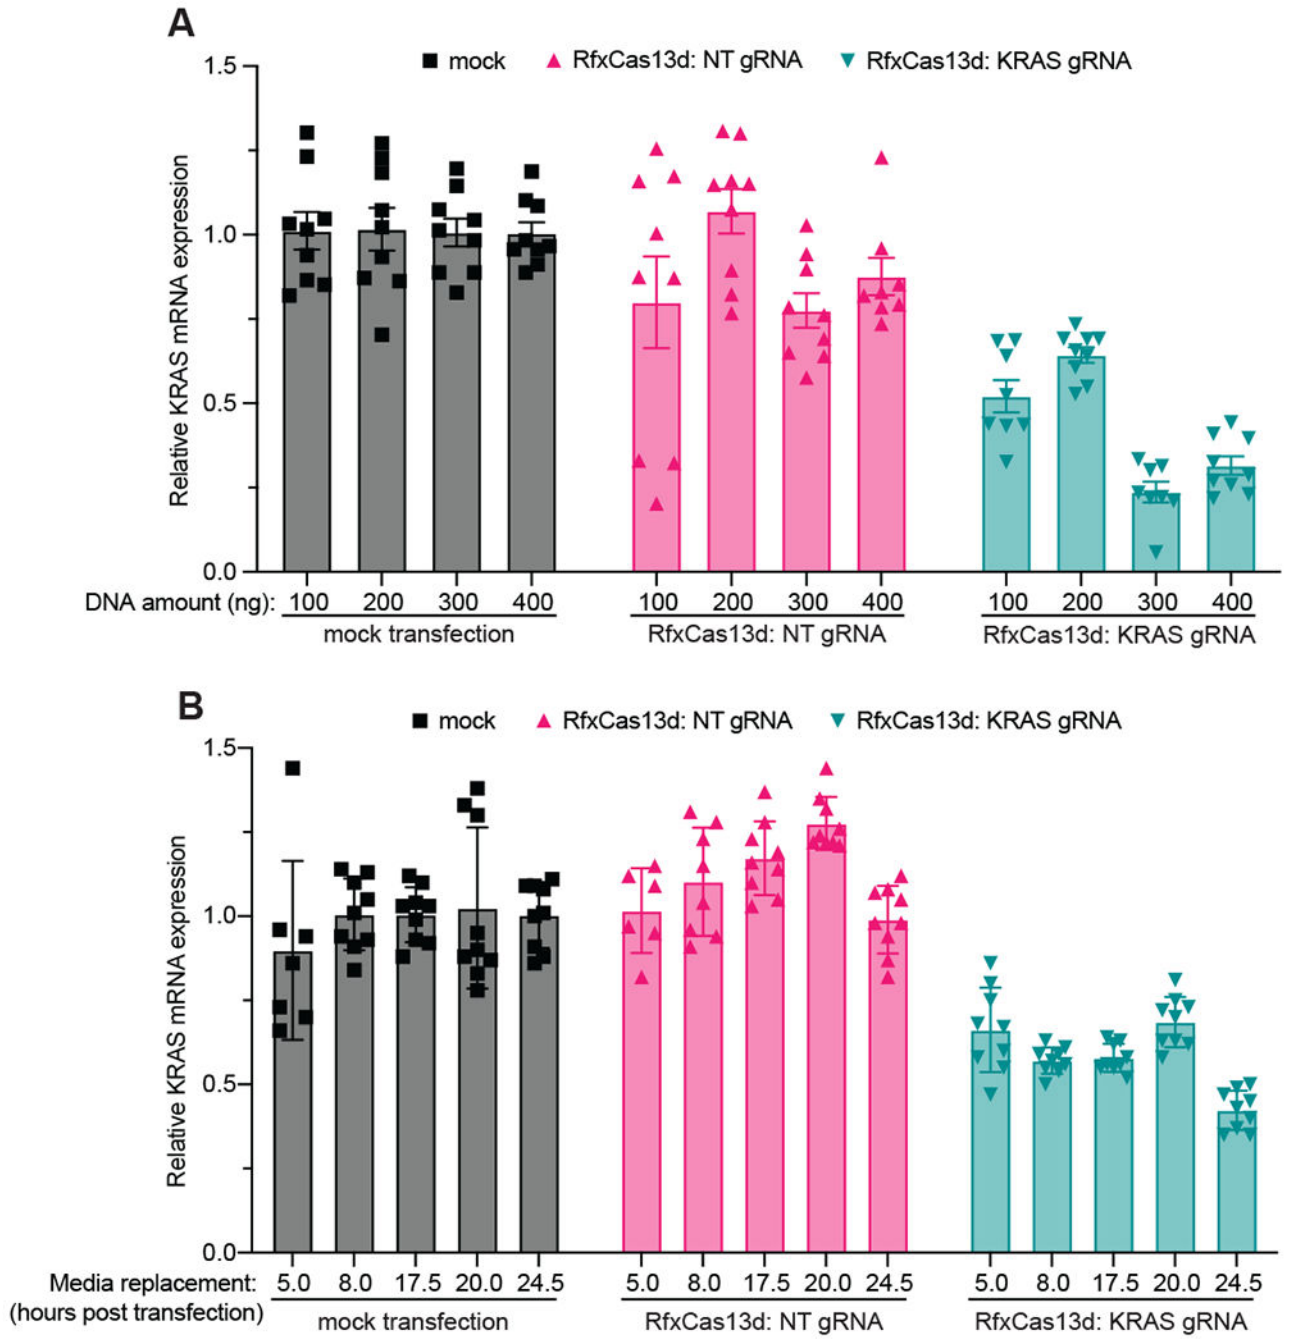 A
mock RfxCas13d: NT gRNA RfxCas13d: KRAS gRNA
Relative KRAS mRNA expression
1.5
1.0
0.5
0.0
DNA amount (ng): 100 200 300 400 100 200 300 400 100 200 300 400
mock transfection RfxCas13d: NT gRNA RfxCas13d: KRAS gRNA
B
mock RfxCas13d: NT gRNA RfxCas13d: KRAS gRNA
Relative KRAS mRNA expression
1.5
1.0
0.5
0.0
Media replacement: 5.0 8.0 17.5 20.0 24.5 5.0 8.0 17.5 20.0 24.5 5.0 8.0 17.5 20.0 24.5
(hours post transfection) mock transfection RfxCas13d: NT gRNA RfxCas13d: KRAS gRNA